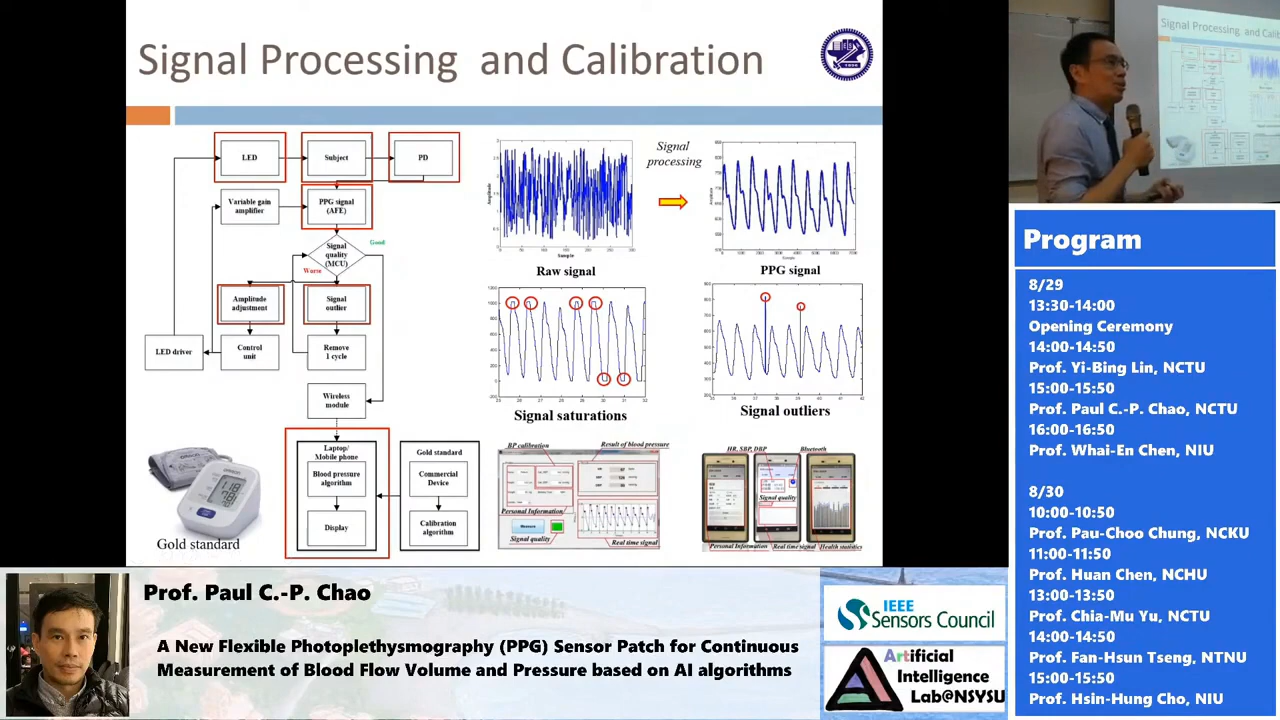 Signal Processing and Calibration
LED
Subject
PD
Variable gain
amplifier
PPG signal
(AFE)
Signal
quality
(MCU)
Good
Worse
Amplitude
adjustment
Signal
outlier
LED driver
Control
unit
Remove
1 cycle
Wireless
module
Laptop/
Mobile phone
Blood pressure
algorithm
Display
Gold standard
Commercial
Device
Calibration
algorithm
Gold standard
Signal
processing
Raw signal
PPG signal
Signal saturations
Signal outliers
BP calibration
Result of blood pressure
Personal Information
Measure
Signal quality
Real time signal
HR, SBP, DBP
Bluetooth
Signal quality
Personal Information
Real time signal
Health statistics
Signal Processing and Cali
Program
8/29
13:30-14:00
Opening Ceremony
14:00-14:50
Prof. Yi-Bing Lin, NCTU
15:00-15:50
Prof. Paul C.-P. Chao, NCTU
16:00-16:50
Prof. Whai-En Chen, NIU
8/30
10:00-10:50
Prof. Pau-Choo Chung, NCKU
11:00-11:50
Prof. Huan Chen, NCHU
13:00-13:50
Prof. Chia-Mu Yu, NCTU
14:00-14:50
Prof. Fan-Hsun Tseng, NTNU
15:00-15:50
Prof. Hsin-Hung Cho, NIU
Prof. Paul C.-P. Chao
A New Flexible Photoplethysmography (PPG) Sensor Patch for Continuous
Measurement of Blood Flow Volume and Pressure based on AI algorithms
IEEE
Sensors Council
Artificial
Intelligence
Lab@NSYSU